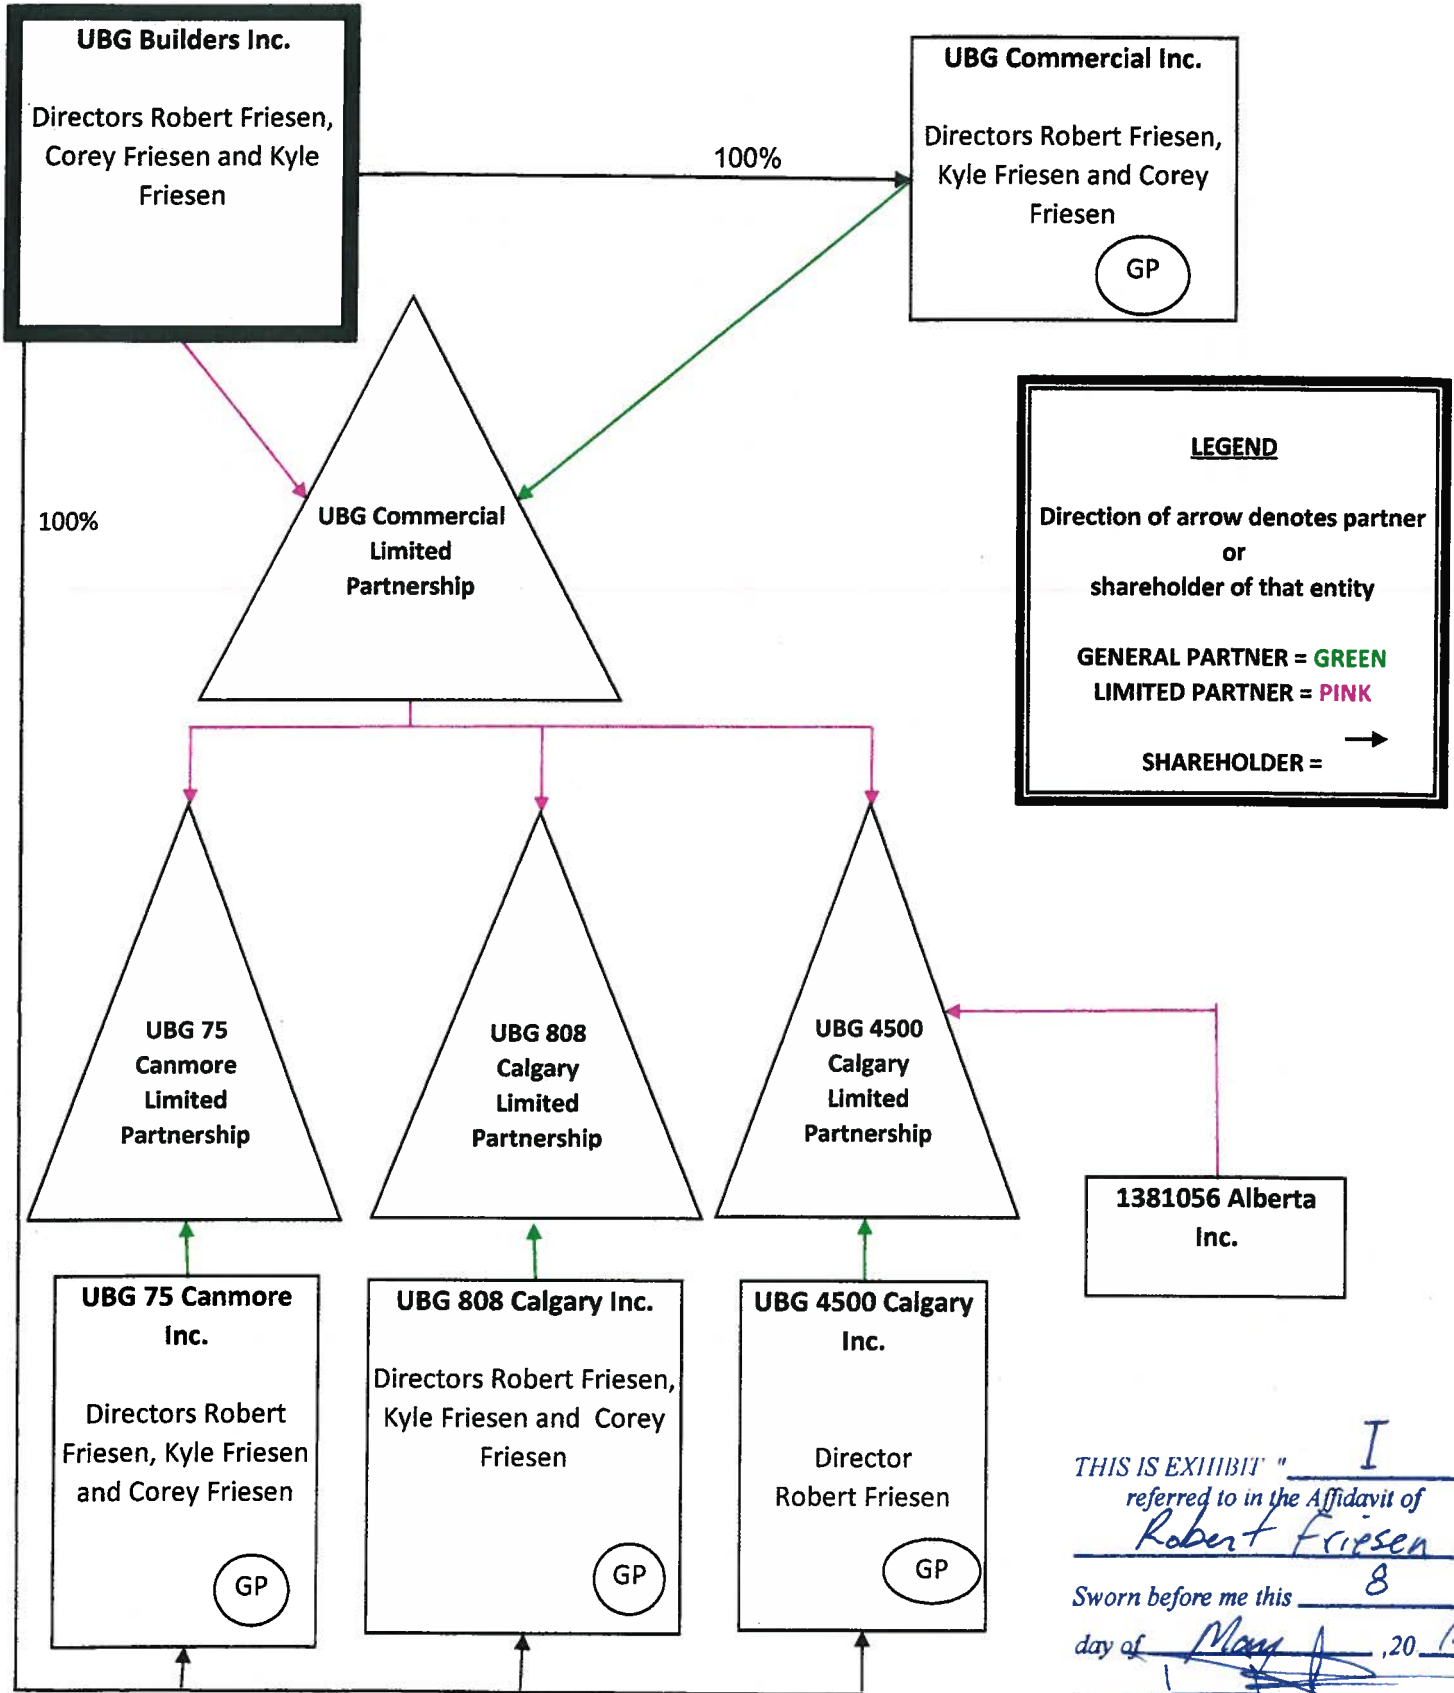 UBG Builders Inc.
Directors Robert Friesen,
Corey Friesen and Kyle
Friesen
100%
UBG Commercial Inc.
Directors Robert Friesen,
Kyle Friesen and Corey
Friesen
GP
LEGEND
Direction of arrow denotes partner
or
shareholder of that entity
GENERAL PARTNER = GREEN
LIMITED PARTNER = PINK
SHAREHOLDER =
100%
UBG Commercial
Limited
Partnership
UBG 75
Canmore
Limited
Partnership
UBG 808
Calgary
Limited
Partnership
UBG 4500
Calgary
Limited
Partnership
1381056 Alberta
Inc.
UBG 75 Canmore
Inc.
Directors Robert
Friesen, Kyle Friesen
and Corey Friesen
GP
UBG 808 Calgary Inc.
Directors Robert Friesen,
Kyle Friesen and Corey
Friesen
GP
UBG 4500 Calgary
Inc.
Director
Robert Friesen
GP
THIS IS EXHIBIT " I
referred to in the Affidavit of
Robert Friesen
Sworn before me this 8
day of May ,20